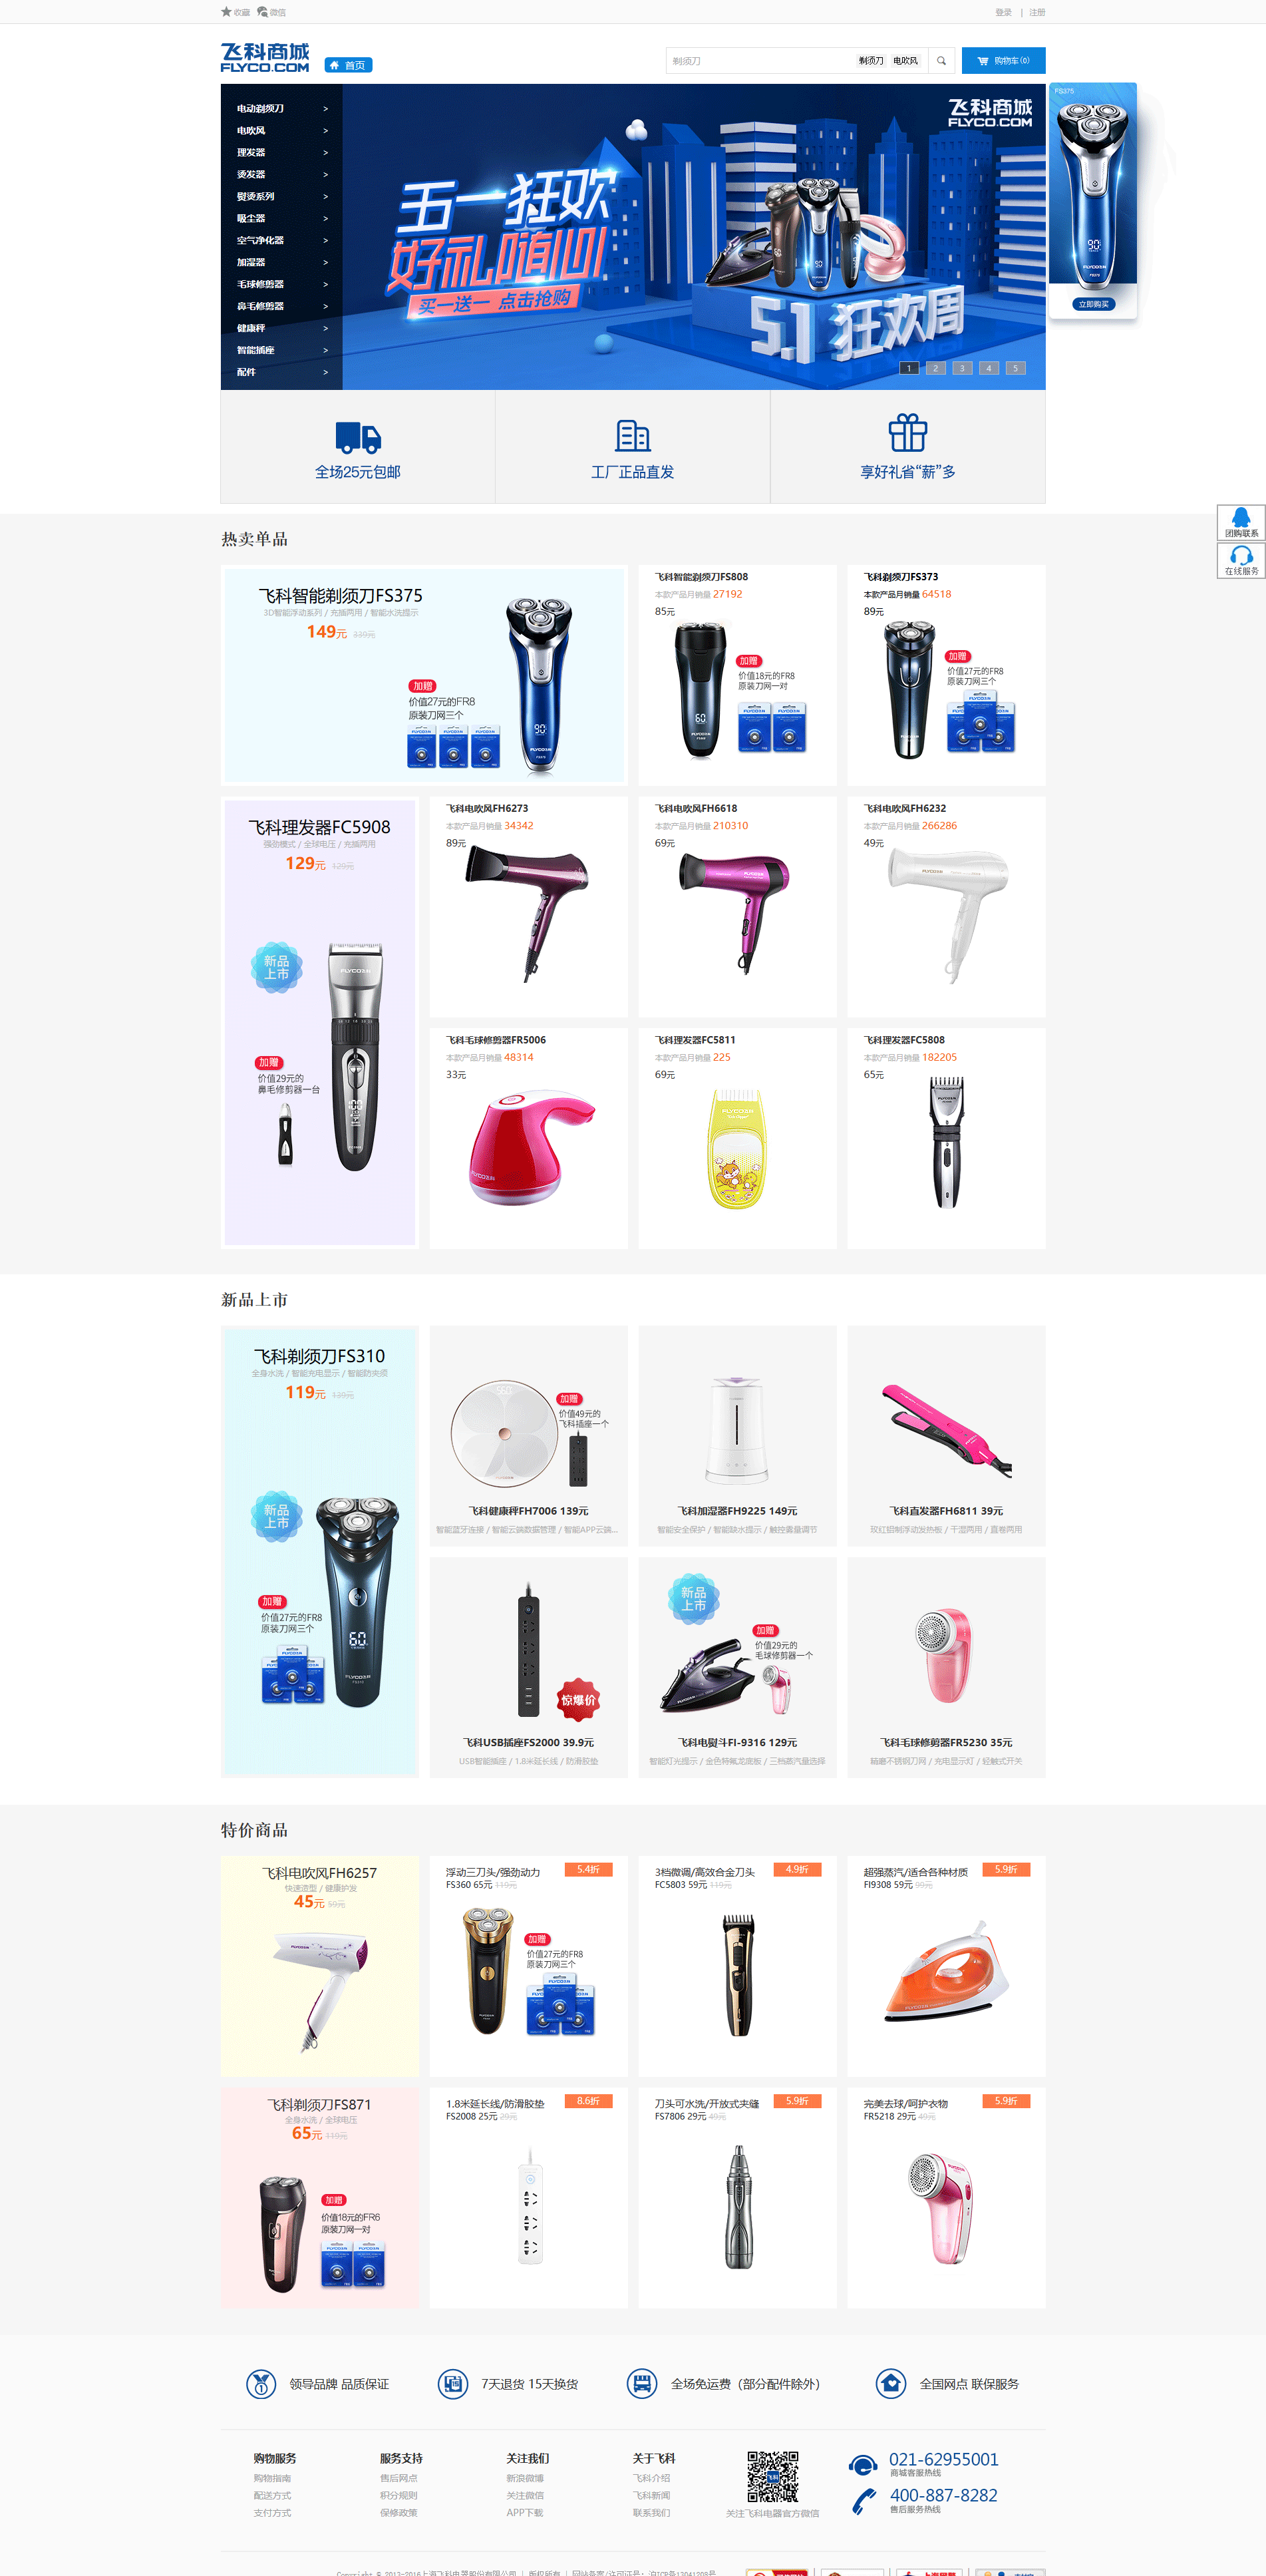 收藏 微信 登录 | 注册
飞科商城
FLYCO.COM
首页
剃须刀 剃须刀 电吹风
购物车(0)
电动剃须刀 >
电吹风 >
理发器 >
烫发器 >
熨烫系列 >
吸尘器 >
空气净化器 >
加湿器 >
毛球修剪器 >
鼻毛修剪器 >
健康秤 >
智能插座 >
配件 >
飞科商城
FLYCO.COM
五一狂欢
好礼随心
买一送一 点击抢购
5.1 狂欢周
1 2 3 4 5
FS375
立即购买
全场25元包邮
工厂正品直发
享好礼省“薪”多
团购联系
在线服务
热卖单品
飞科智能剃须刀FS375
3D智能浮动系列 / 充插两用 / 智能水洗提示
149元 339元
加赠
价值27元的FR8
原装刀网三个
飞科智能剃须刀FS808
本款产品月销量 27192
85元
加赠
价值18元的FR8
原装刀网一对
飞科剃须刀FS373
本款产品月销量 64518
89元
加赠
价值27元的FR8
原装刀网三个
飞科理发器FC5908
强劲模式 / 全球电压 / 充插两用
129元 129元
新品
上市
加赠
价值29元的
鼻毛修剪器一台
飞科电吹风FH6273
本款产品月销量 34342
89元
飞科电吹风FH6618
本款产品月销量 210310
69元
飞科电吹风FH6232
本款产品月销量 266286
49元
飞科毛球修剪器FR5006
本款产品月销量 48314
33元
飞科理发器FC5811
本款产品月销量 225
69元
飞科理发器FC5808
本款产品月销量 182205
65元
新品上市
飞科剃须刀FS310
全身水洗 / 智能充电显示 / 智能防夹须
119元 139元
新品
上市
加赠
价值27元的FR8
原装刀网三个
加赠
价值49元的
飞科插座一个
飞科健康秤FH7006 139元
智能蓝牙连接 / 智能云端数据管理 / 智能APP云端...
飞科加湿器FH9225 149元
智能安全保护 / 智能缺水提示 / 触控雾量调节
飞科直发器FH6811 39元
玫红铝制浮动发热板 / 干湿两用 / 直卷两用
惊爆价
飞科USB插座FS2000 39.9元
USB智能插座 / 1.8米延长线 / 防滑胶垫
新品
上市
加赠
价值29元的
毛球修剪器一个
飞科电熨斗FI-9316 129元
智能灯光提示 / 金色特氟龙底板 / 三档蒸汽量选择
飞科毛球修剪器FR5230 35元
精磨不锈钢刀网 / 充电显示灯 / 轻触式开关
特价商品
飞科电吹风FH6257
快速造型 / 健康护发
45元 59元
浮动三刀头/强劲动力 5.4折
FS360 65元 119元
加赠
价值27元的FR8
原装刀网三个
3档微调/高效合金刀头 4.9折
FC5803 59元 119元
超强蒸汽/适合各种材质 5.9折
FI9308 59元 99元
飞科剃须刀FS871
全身水洗 / 全球电压
65元 119元
加赠
价值18元的FR6
原装刀网一对
1.8米延长线/防滑胶垫 8.6折
FS2008 25元 29元
刀头可水洗/开放式夹缝 5.9折
FS7806 29元 49元
完美去球/呵护衣物 5.9折
FR5218 29元 49元
领导品牌 品质保证
7天退货 15天换货
全场免运费（部分配件除外）
全国网点 联保服务
购物服务 服务支持 关注我们 关于飞科
购物指南 售后网点 新浪微博 飞科介绍
配送方式 积分规则 关注微信 飞科新闻
支付方式 保修政策 APP下载 联系我们
关注飞科电器官方微信
021-62955001
商城客服热线
400-887-8282
售后服务热线